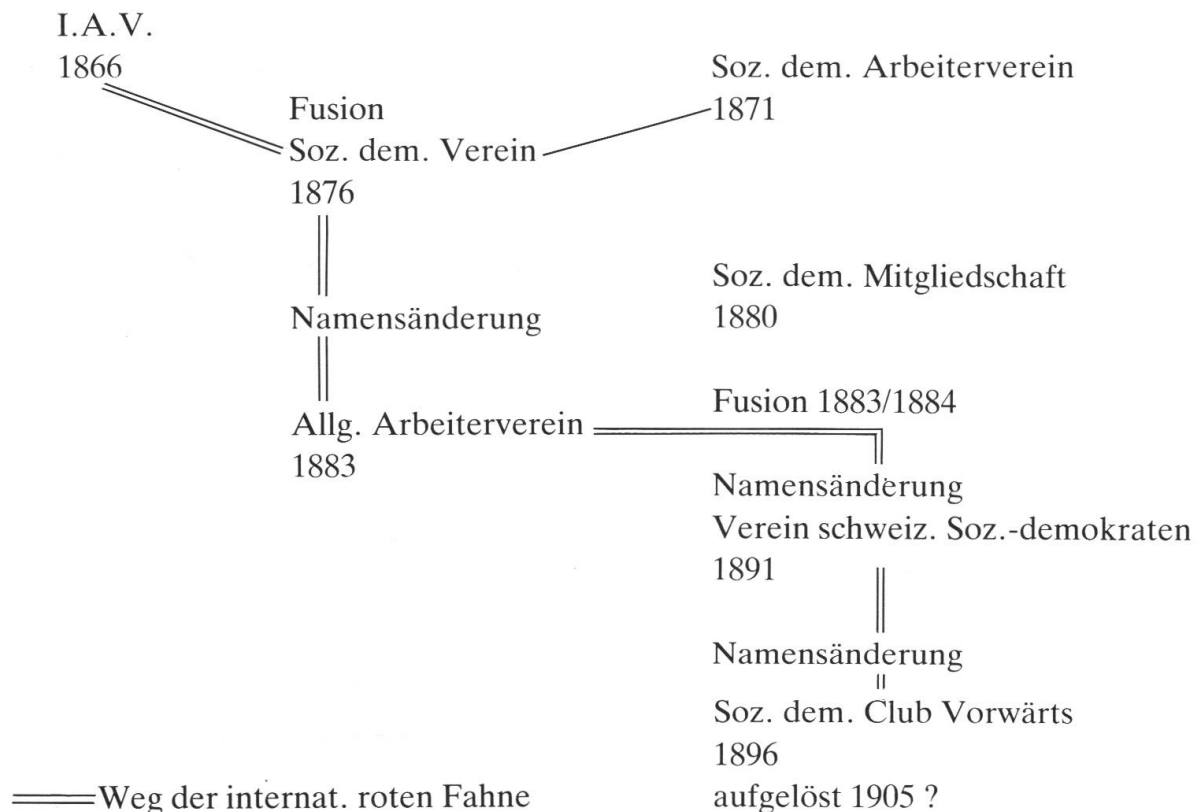 I.A.V.
1866
Soz. dem. Arbeiterverein
1871
Fusion
Soz. dem. Verein
1876
Soz. dem. Mitgliedschaft
1880
Namensänderung
Fusion 1883/1884
Allg. Arbeiterverein
1883
Namensänderung
Verein schweiz. Soz.-demokraten
1891
Namensänderung
Soz. dem. Club Vorwärts
1896
aufgelöst 1905 ?
Weg der internat. roten Fahne